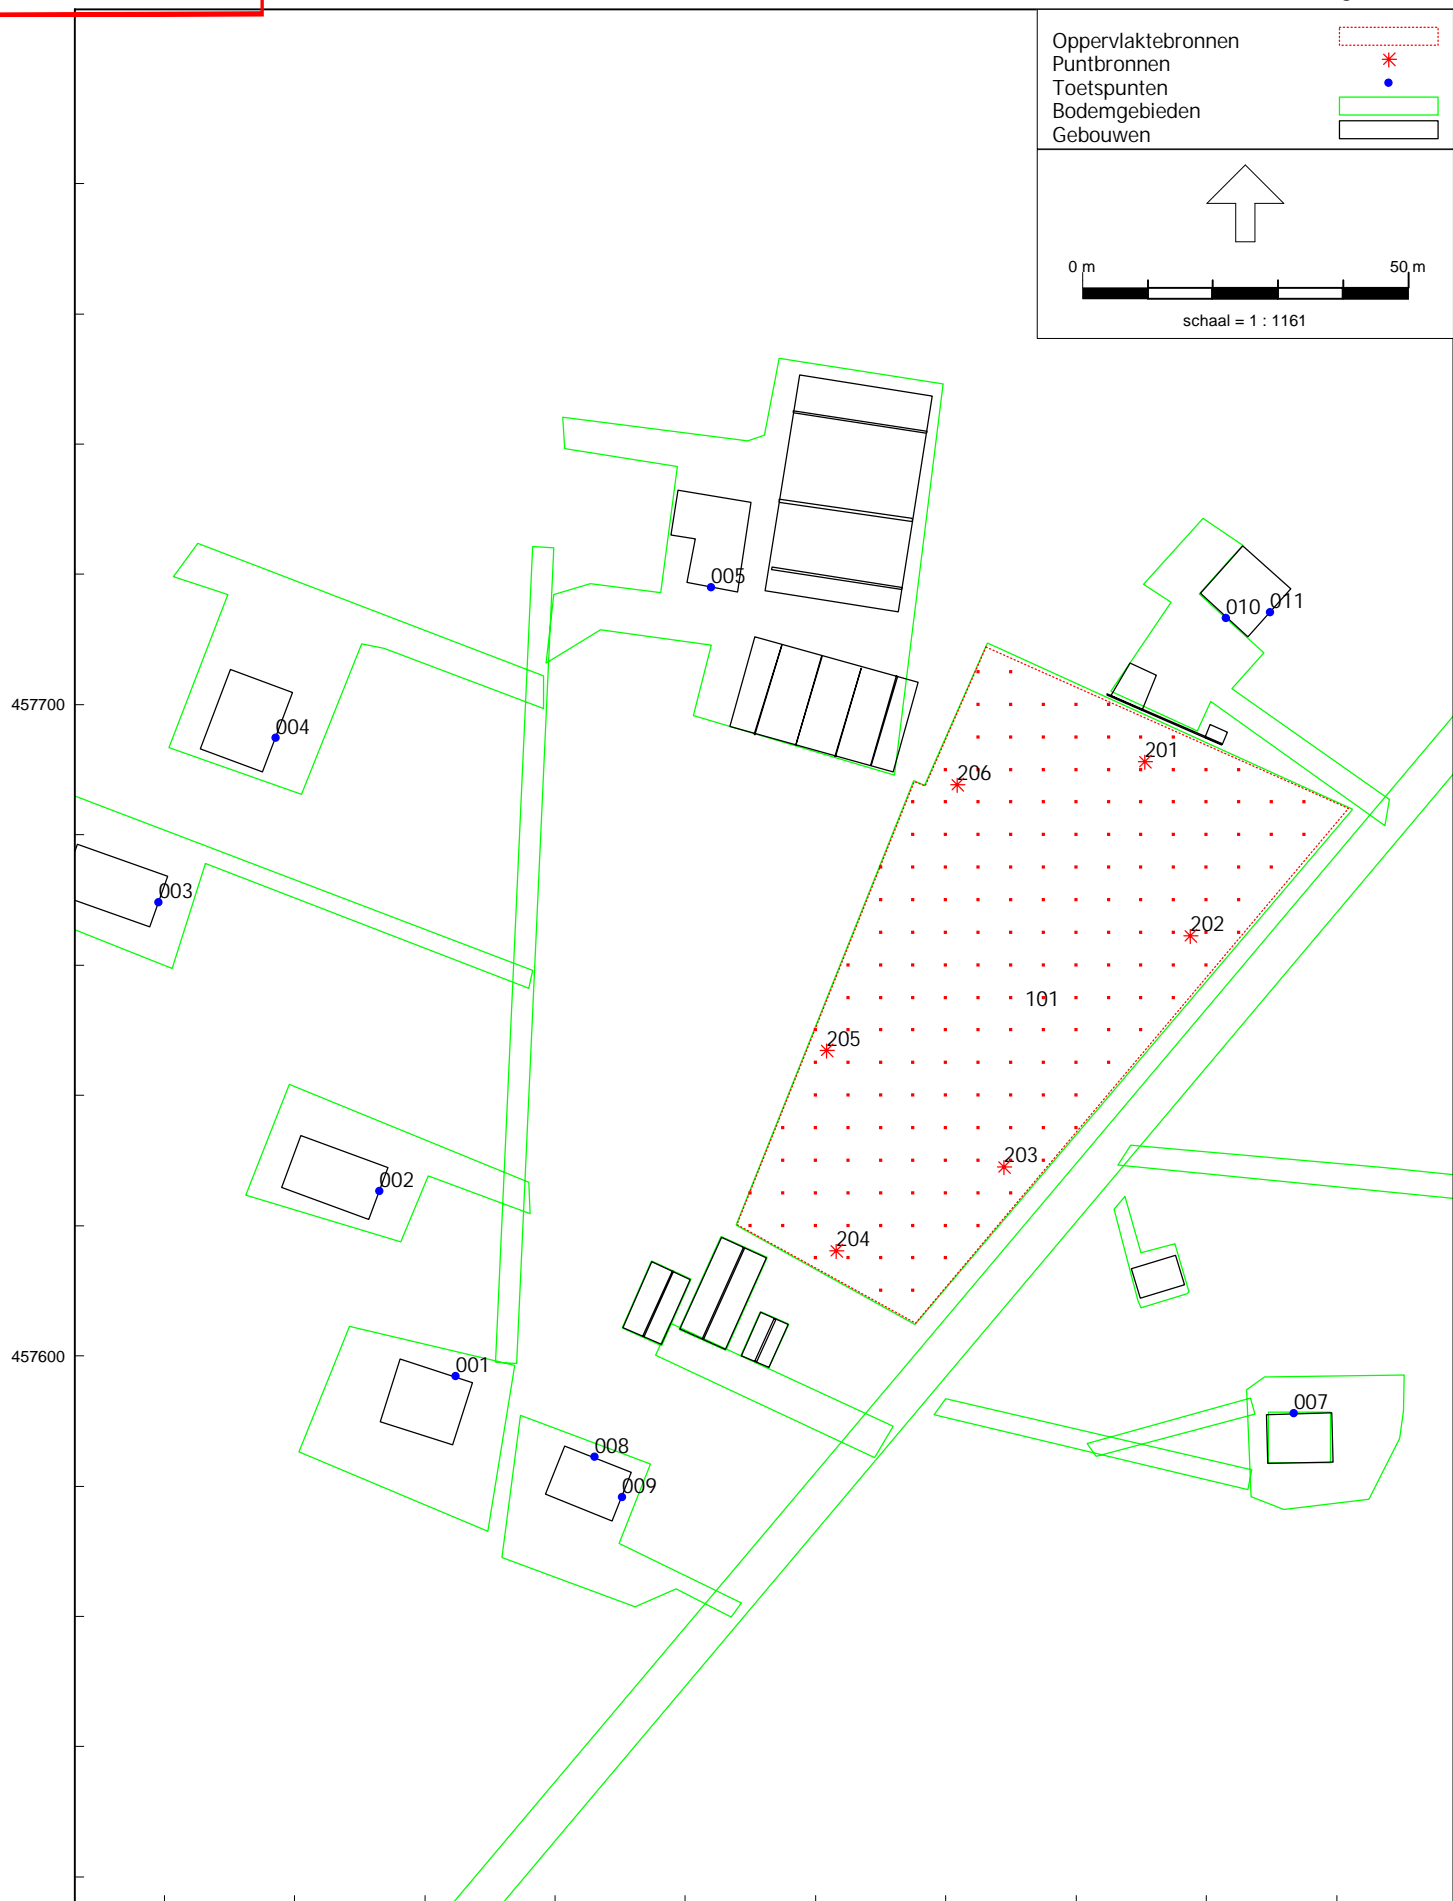 Oppervlaktebronnen
Puntbronnen
Toetspunten
Bodemgebieden
Gebouwen
0 m 50 m
schaal = 1 : 1161
005
010
011
457700
004
201
206
003
202
101
205
203
002
204
457600
001
007
008
009